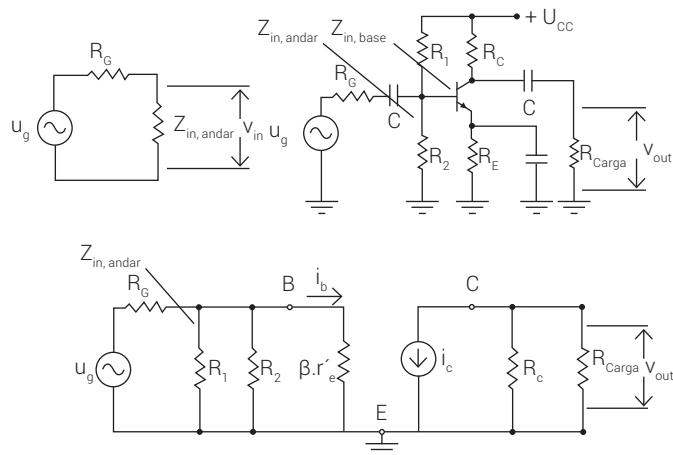 R_G
u_g
Z_in, andar
v_in
Z_in, andar
Z_in, base
+ U_CC
R_1
R_C
R_G
C
u_g
C
R_2
R_E
R_Carga
v_out
Z_in, andar
R_G
B
i_b
C
u_g
R_1
R_2
β.r´_e
i_c
R_c
R_Carga
v_out
E